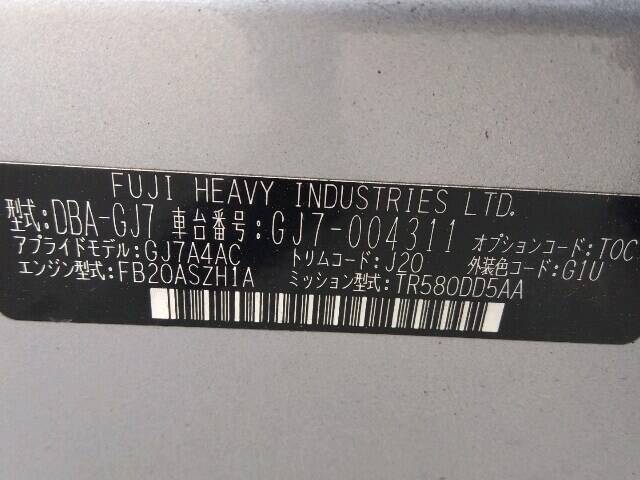 FUJI HEAVY INDUSTRIES LTD.
型式:DBA-GJ7 車台番号:GJ7-004311 オプションコード:TOC
アプライドモデル:GJ7A4AC トリムコード:J20 外装色コード:G1U
エンジン型式:FB20ASZH1A ミッション型式:TR580DD5AA